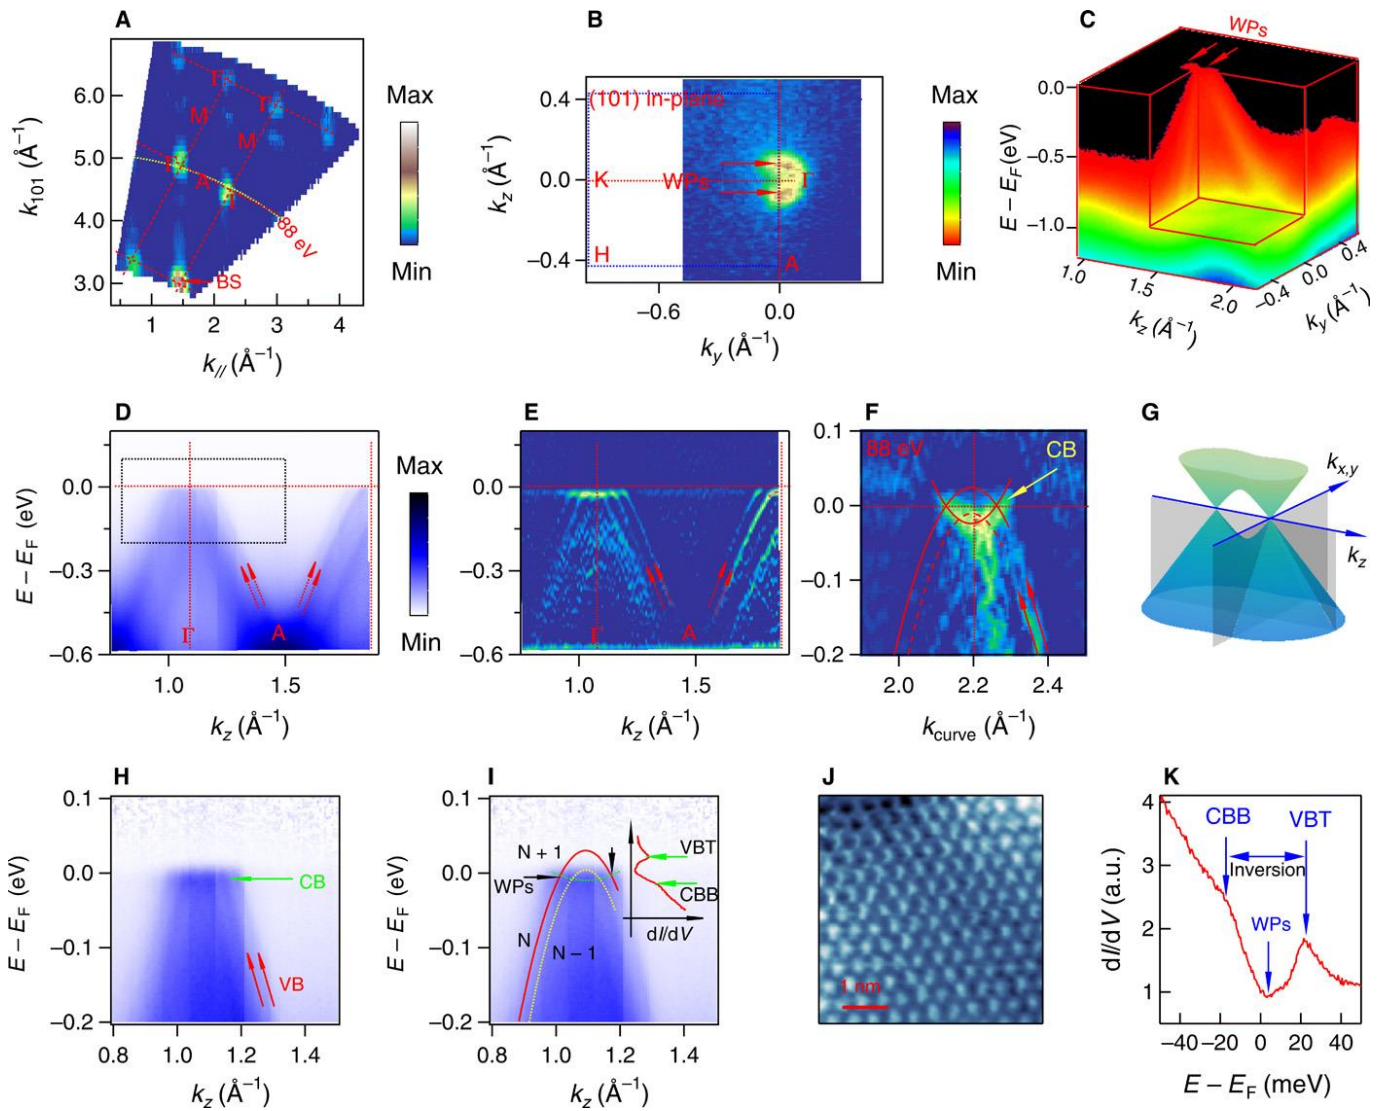 A
6.0
5.0
4.0
3.0
k101 (Å−1)
1
2
3
4
k// (Å−1)
Γ
Γ
M
M
Γ
A
Γ
88 eV
BS
Max
Min
B
0.4
0.0
−0.4
kz (Å−1)
(101) in-plane
K
WPs
Γ
H
A
−0.6
0.0
ky (Å−1)
Max
Min
C
WPs
0.0
−0.5
−1.0
E − EF (eV)
1.0
1.5
2.0
kz (Å−1)
−0.4
0.0
0.4
ky (Å−1)
D
0.0
−0.3
−0.6
E − EF (eV)
Γ
A
1.0
1.5
kz (Å−1)
Max
Min
E
0.0
−0.3
−0.6
Γ
A
1.0
1.5
kz (Å−1)
F
0.1
0.0
−0.1
−0.2
88 eV
CB
2.0
2.2
2.4
kcurve (Å−1)
G
kx,y
kz
H
0.1
0.0
−0.1
−0.2
E − EF (eV)
CB
VB
0.8
1.0
1.2
1.4
kz (Å−1)
I
0.1
0.0
−0.1
−0.2
E − EF (eV)
N + 1
WPs
N
N − 1
VBT
CBB
dI/dV
0.8
1.0
1.2
1.4
kz (Å−1)
J
1 nm
K
4
3
2
1
dI/dV (a.u.)
CBB
VBT
Inversion
WPs
−40
−20
0
20
40
E − EF (meV)